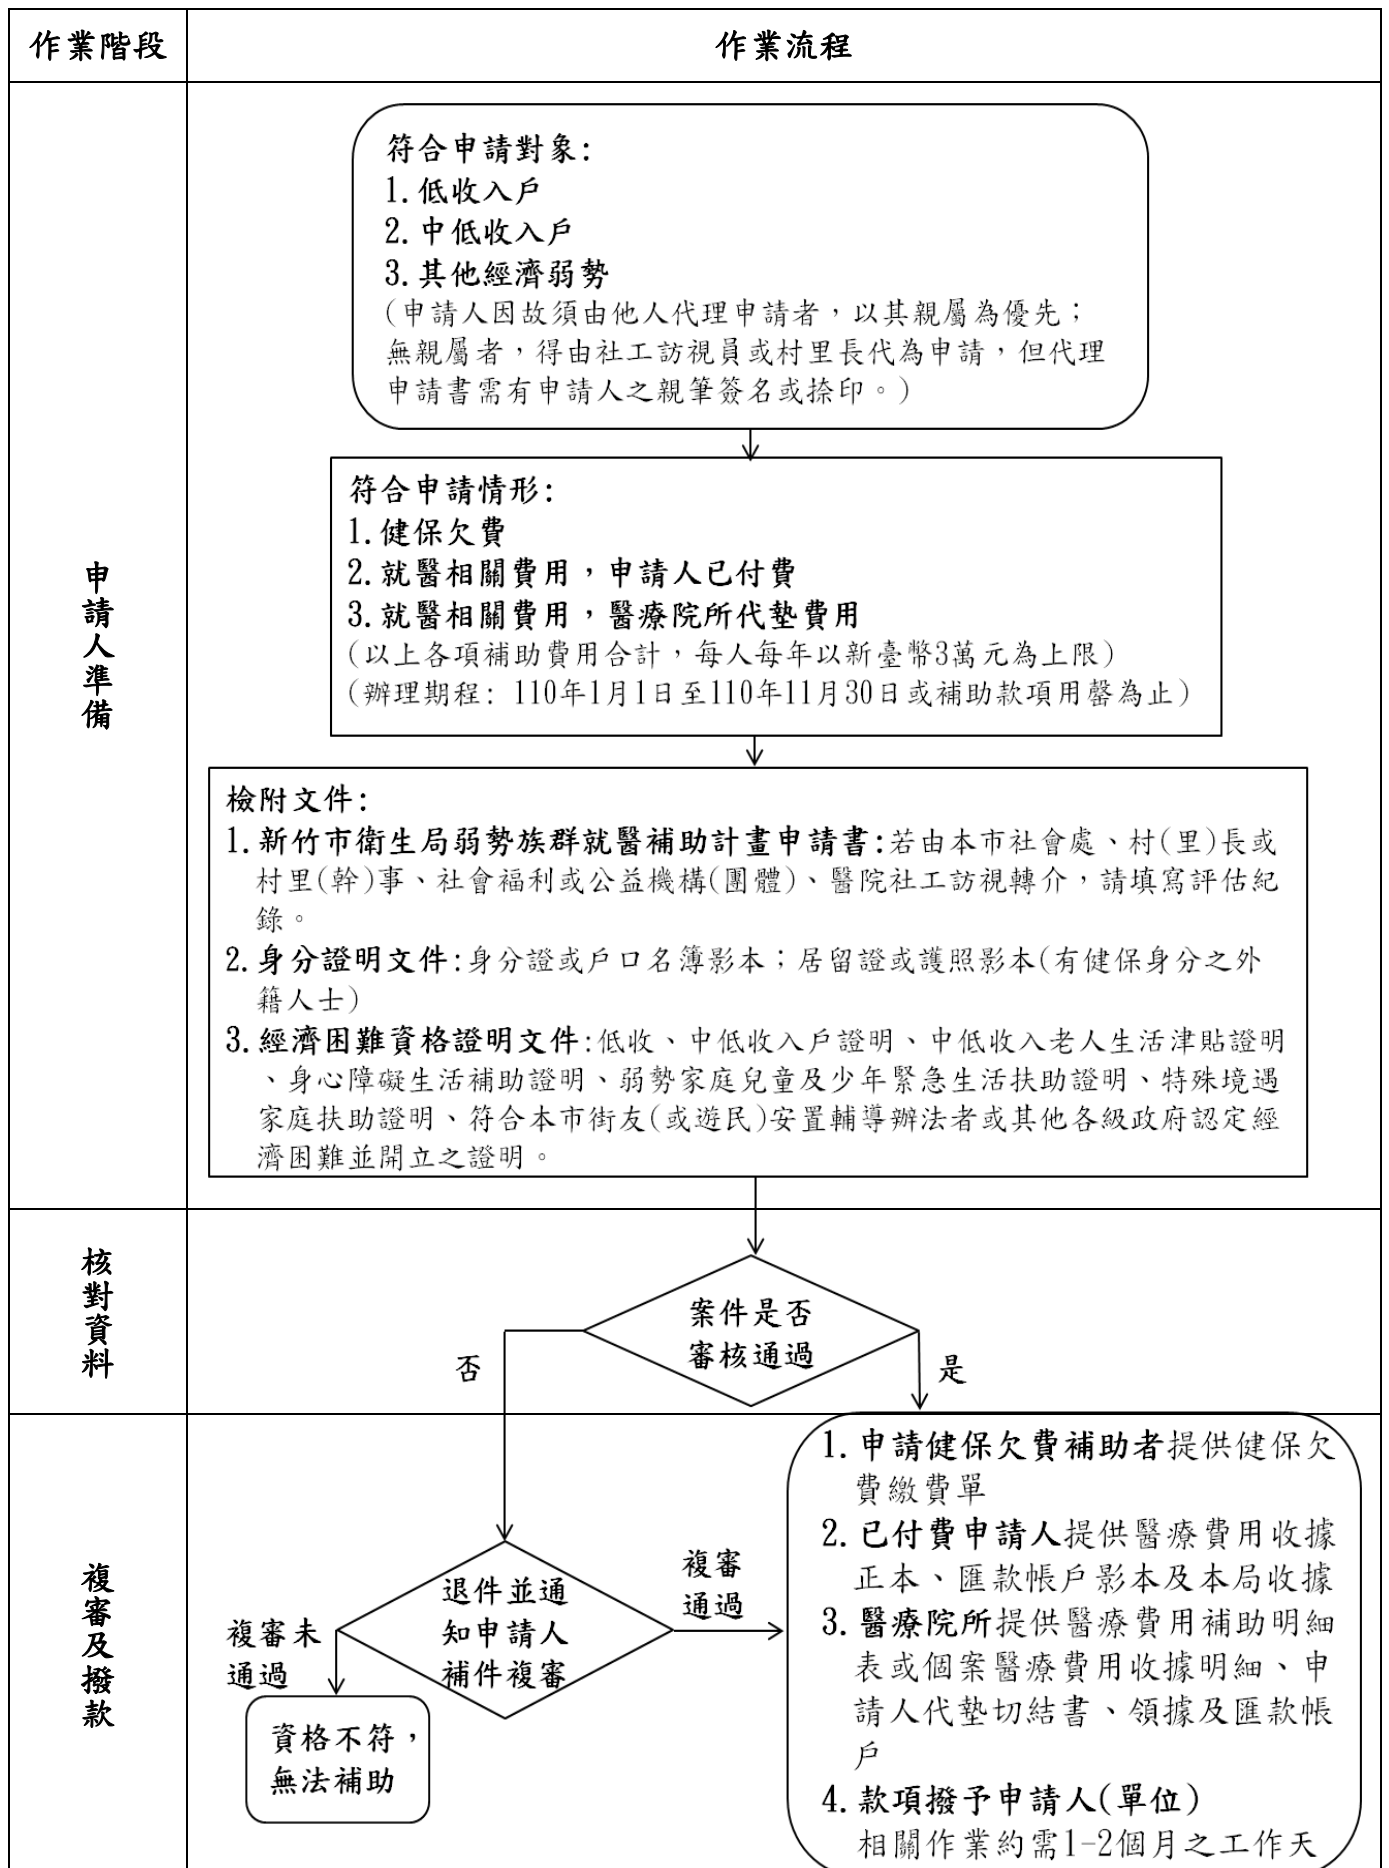 作業階段
作業流程
申請人準備
符合申請對象:
1.低收入戶
2.中低收入戶
3.其他經濟弱勢
(申請人因故須由他人代理申請者，以其親屬為優先；
無親屬者，得由社工訪視員或村里長代為申請，但代理
申請書需有申請人之親筆簽名或捺印。)
符合申請情形:
1.健保欠費
2.就醫相關費用，申請人已付費
3.就醫相關費用，醫療院所代墊費用
(以上各項補助費用合計，每人每年以新臺幣3萬元為上限)
(辦理期程: 110年1月1日至110年11月30日或補助款項用罄為止)
檢附文件:
1.新竹市衛生局弱勢族群就醫補助計畫申請書:若由本市社會處、村(里)長或
村里(幹)事、社會福利或公益機構(團體)、醫院社工訪視轉介，請填寫評估紀
錄。
2.身分證明文件:身分證或戶口名簿影本；居留證或護照影本(有健保身分之外
籍人士)
3.經濟困難資格證明文件:低收、中低收入戶證明、中低收入老人生活津貼證明
、身心障礙生活補助證明、弱勢家庭兒童及少年緊急生活扶助證明、特殊境遇
家庭扶助證明、符合本市街友(或遊民)安置輔導辦法者或其他各級政府認定經
濟困難並開立之證明。
核對資料
案件是否
審核通過
否
是
複審及撥款
退件並通
知申請人
補件複審
複審未
通過
複審
通過
資格不符，
無法補助
1.申請健保欠費補助者提供健保欠
費繳費單
2.已付費申請人提供醫療費用收據
正本、匯款帳戶影本及本局收據
3.醫療院所提供醫療費用補助明細
表或個案醫療費用收據明細、申
請人代墊切結書、領據及匯款帳
戶
4.款項撥予申請人(單位)
相關作業約需1-2個月之工作天